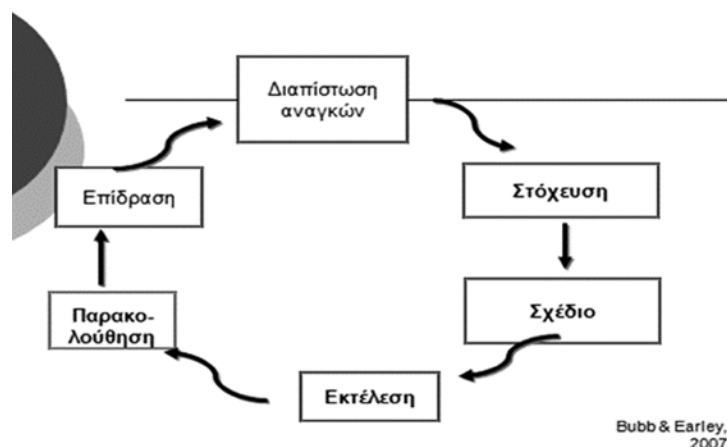 Διαπίστωση
αναγκών
Στόχευση
Σχέδιο
Εκτέλεση
Παρακο-
λούθηση
Επίδραση
Bubb & Earley,
2007